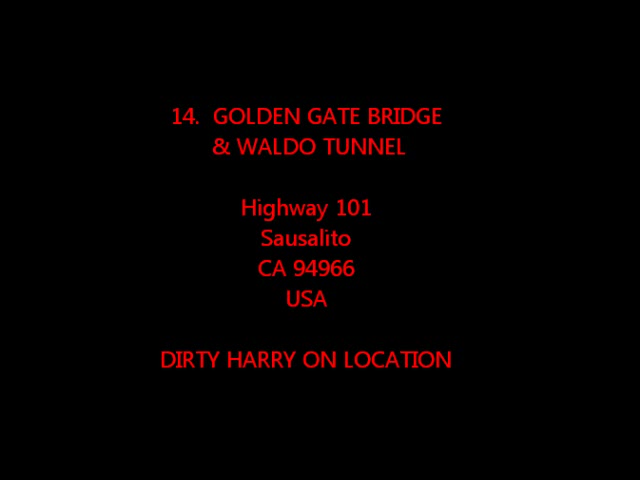 14. GOLDEN GATE BRIDGE
& WALDO TUNNEL
Highway 101
Sausalito
CA 94966
USA
DIRTY HARRY ON LOCATION